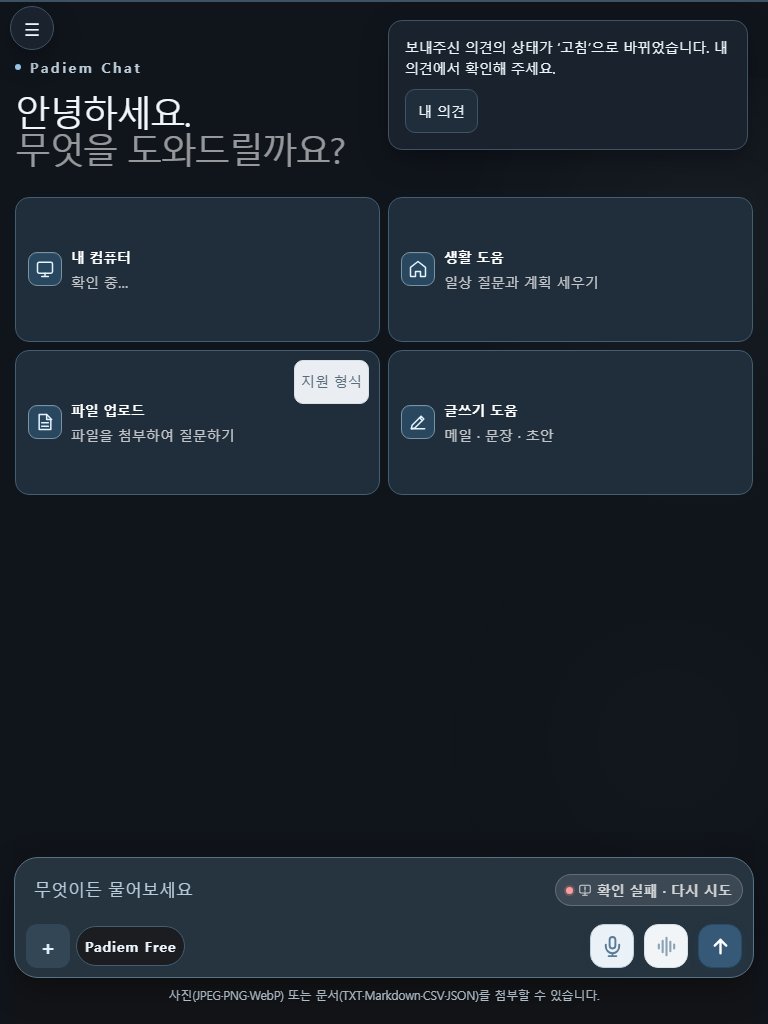 Padiem Chat
안녕하세요.
무엇을 도와드릴까요?
보내주신 의견의 상태가 ‘고침’으로 바뀌었습니다. 내
의견에서 확인해 주세요.
내 의견
내 컴퓨터
확인 중...
생활 도움
일상 질문과 계획 세우기
지원 형식
파일 업로드
파일을 첨부하여 질문하기
글쓰기 도움
메일 · 문장 · 초안
무엇이든 물어보세요
확인 실패 · 다시 시도
+
Padiem Free
사진(JPEG·PNG·WebP) 또는 문서(TXT·Markdown·CSV·JSON)를 첨부할 수 있습니다.